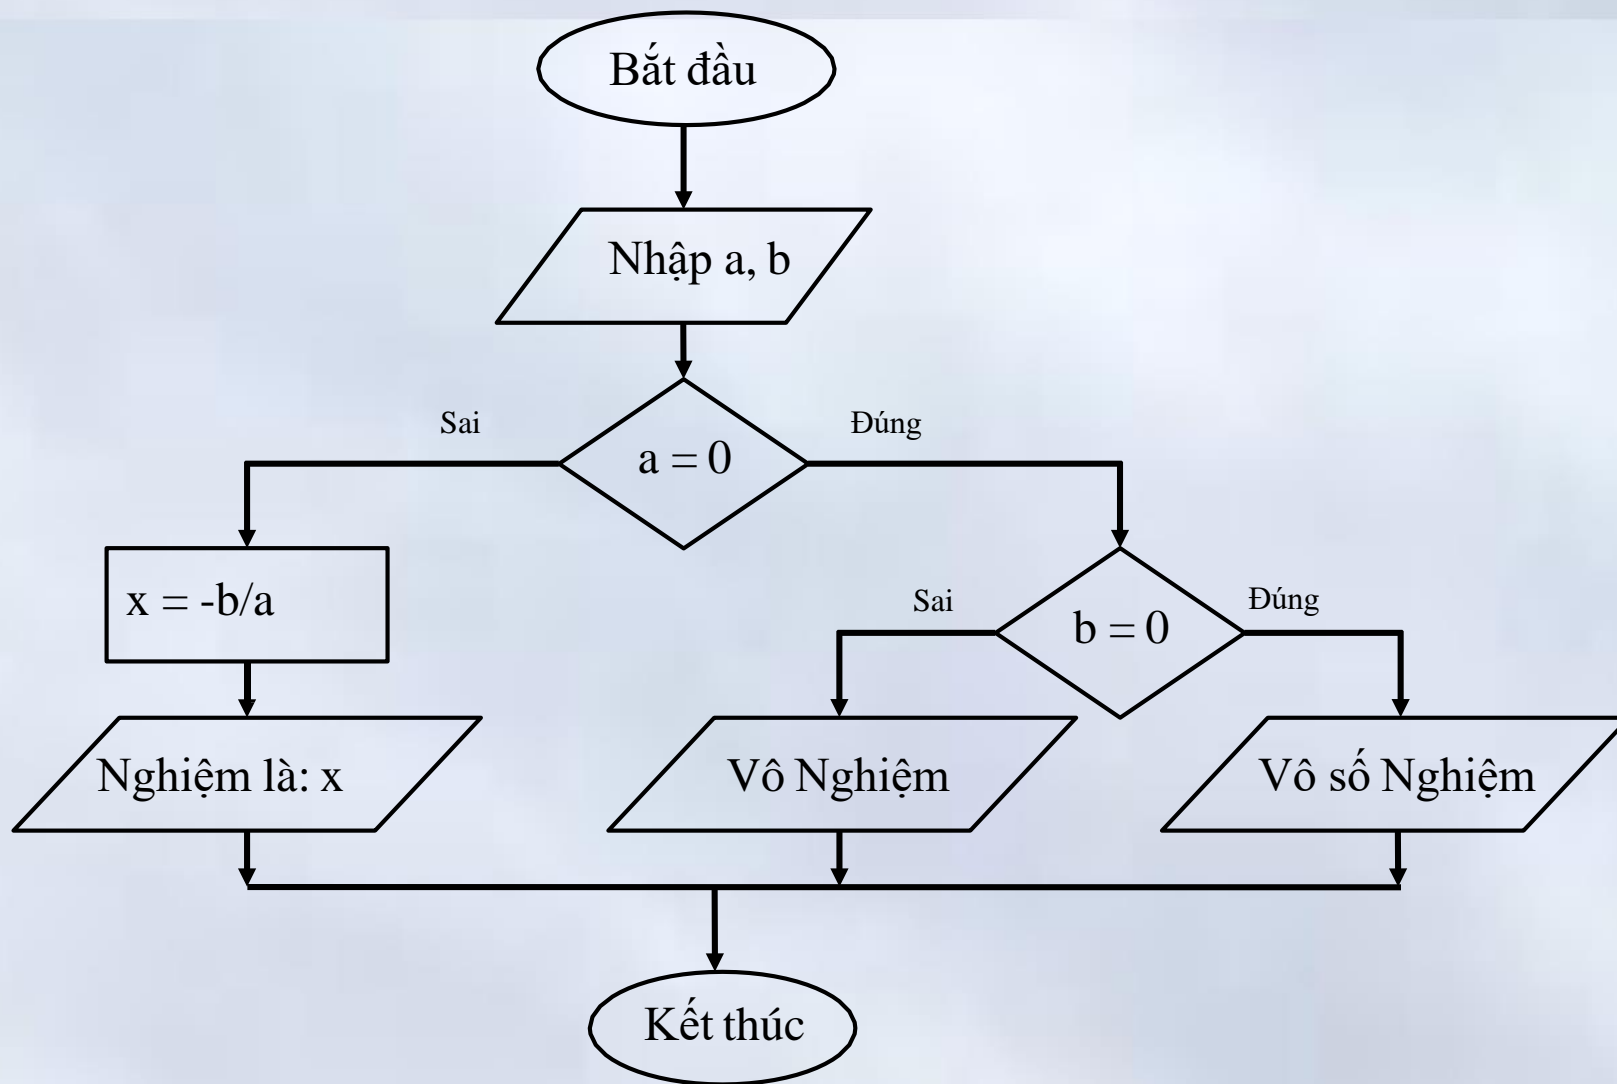 Bắt đầu
Nhập a, b
Sai
Đúng
a = 0
x = -b/a
Sai
Đúng
b = 0
Nghiệm là: x
Vô Nghiệm
Vô số Nghiệm
Kết thúc